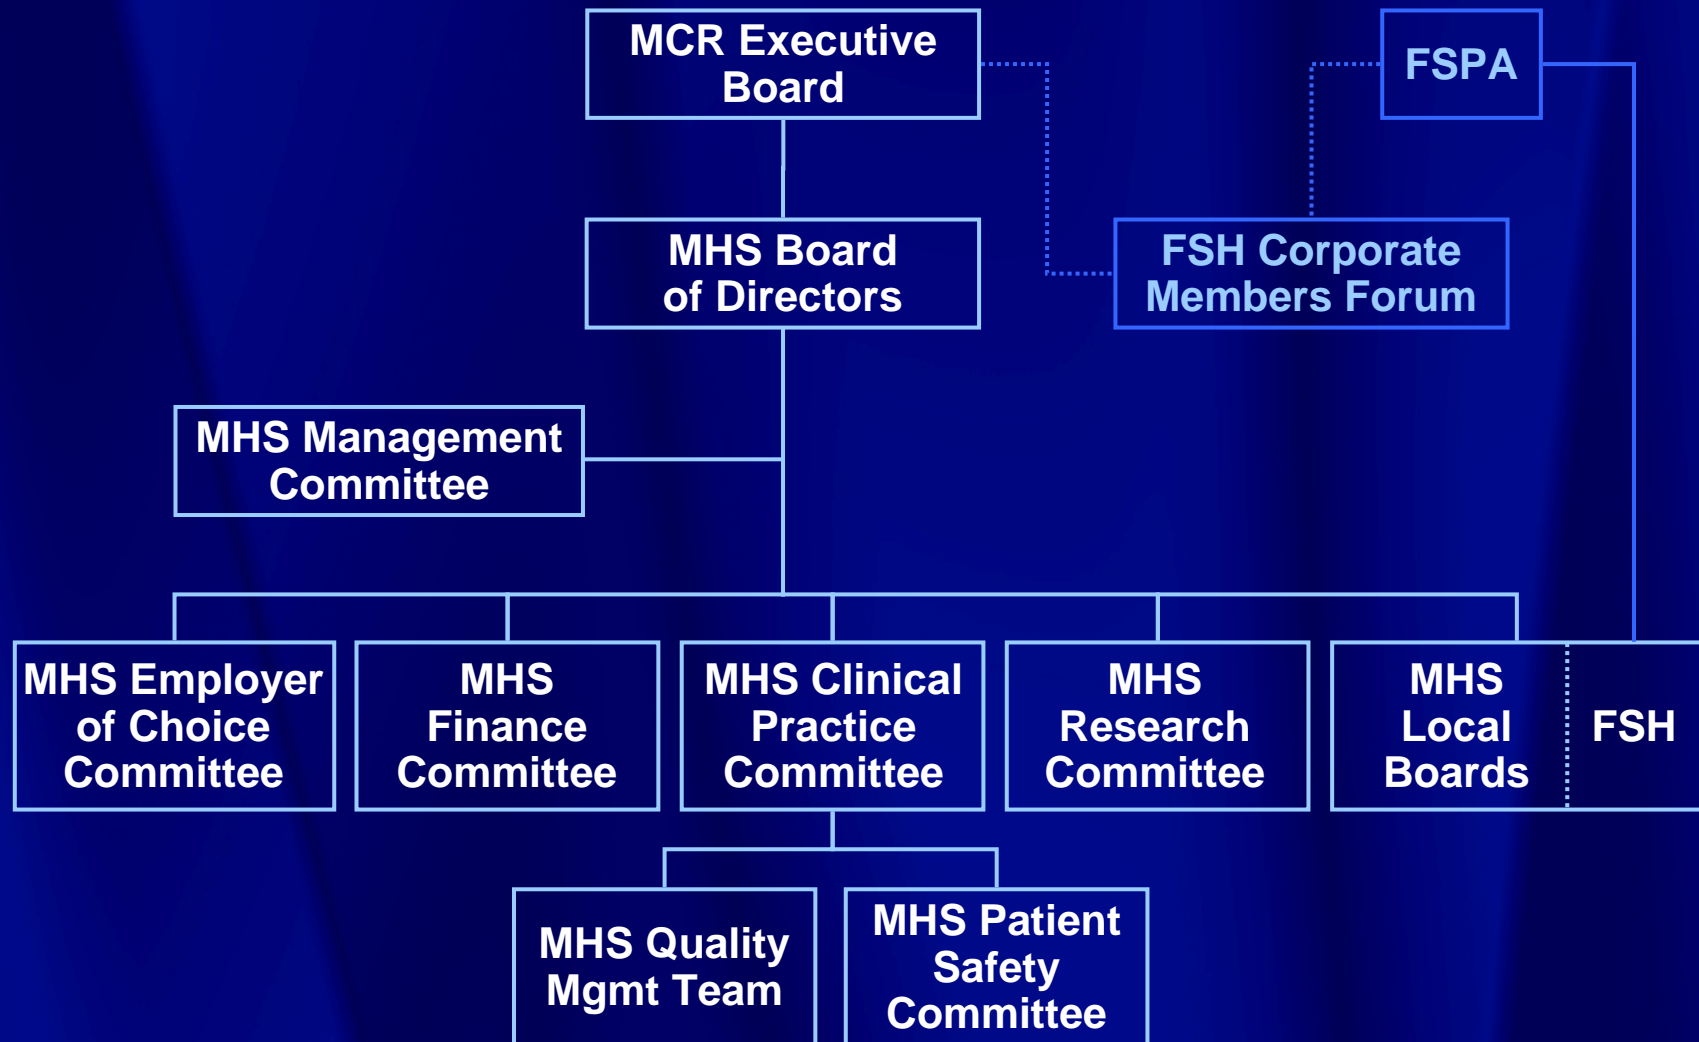 MCR Executive
Board
FSPA
MHS Board
of Directors
FSH Corporate
Members Forum
MHS Management
Committee
MHS Employer
of Choice
Committee
MHS
Finance
Committee
MHS Clinical
Practice
Committee
MHS
Research
Committee
MHS
Local
Boards
FSH
MHS Quality
Mgmt Team
MHS Patient
Safety
Committee